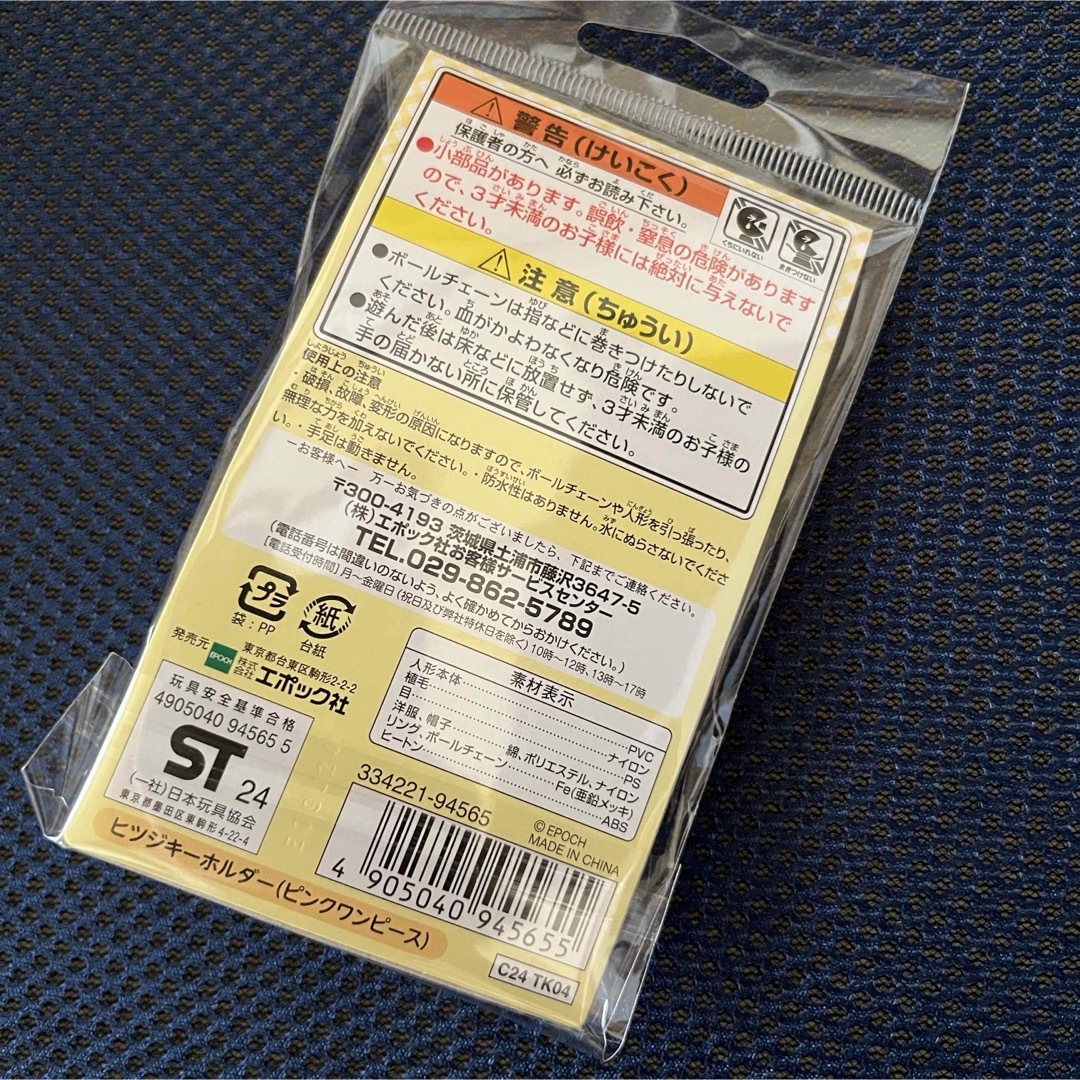 警告(けいこく)
保護者の方へ 必ずお読み下さい。
●小部品があります。誤飲・窒息の危険があります
ので、3才未満のお子様には絶対に与えないで
ください。
くちにいれない
まきつけない
注意(ちゅうい)
●ボールチェーンは指などに巻きつけたりしないで
ください。血がかよわなくなり危険です。
●遊んだ後は床などに放置せず、3才未満のお子様の
手の届かない所に保管してください。
使用上の注意
・破損、故障、変形の原因になりますので、ボールチェーンや人形を引っ張ったり、
無理な力を加えないでください。・防水性はありません。水にぬらさないでくださ
い。・手足は動きません。
ーお客様へー 万一お気づきの点がございましたら、下記までご連絡ください。
〒300-4193 茨城県土浦市藤沢3647-5
(株)エポック社お客様サービスセンター
TEL.029-862-5789
(電話番号は間違いのないよう、よく確かめてからおかけください。)
[電話受付時間]月〜金曜日(祝日及び弊社特休日を除く)10時〜12時、13時〜17時
プラ
袋:PP
紙
台紙
発売元
EPOCH
東京都台東区駒形2-2-2
株式会社 エポック社
玩具安全基準合格
4905040 94565 5
ST 24
(一社)日本玩具協会
東京都墨田区東駒形4-22-4
素材表示
人形本体 PVC
植毛 ナイロン
目 PS
洋服、帽子 綿、ポリエステル、ナイロン
リング、ボールチェーン Fe(亜鉛メッキ)
ヒートン ABS
334221-94565
©EPOCH
MADE IN CHINA
4 905040 945655
ヒツジキーホルダー(ピンクワンピース)
C24 TK04